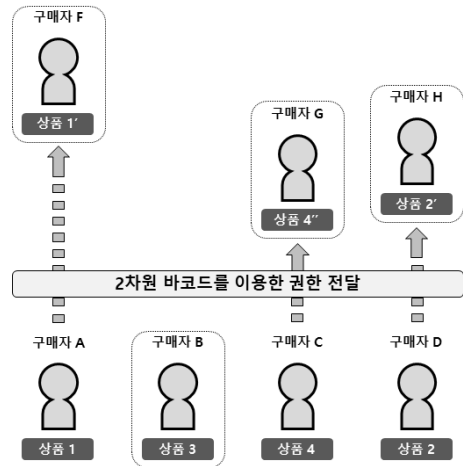 구매자 F
상품 1′
구매자 G
상품 4′′
구매자 H
상품 2′
2차원 바코드를 이용한 권한 전달
구매자 A
상품 1
구매자 B
상품 3
구매자 C
상품 4
구매자 D
상품 2